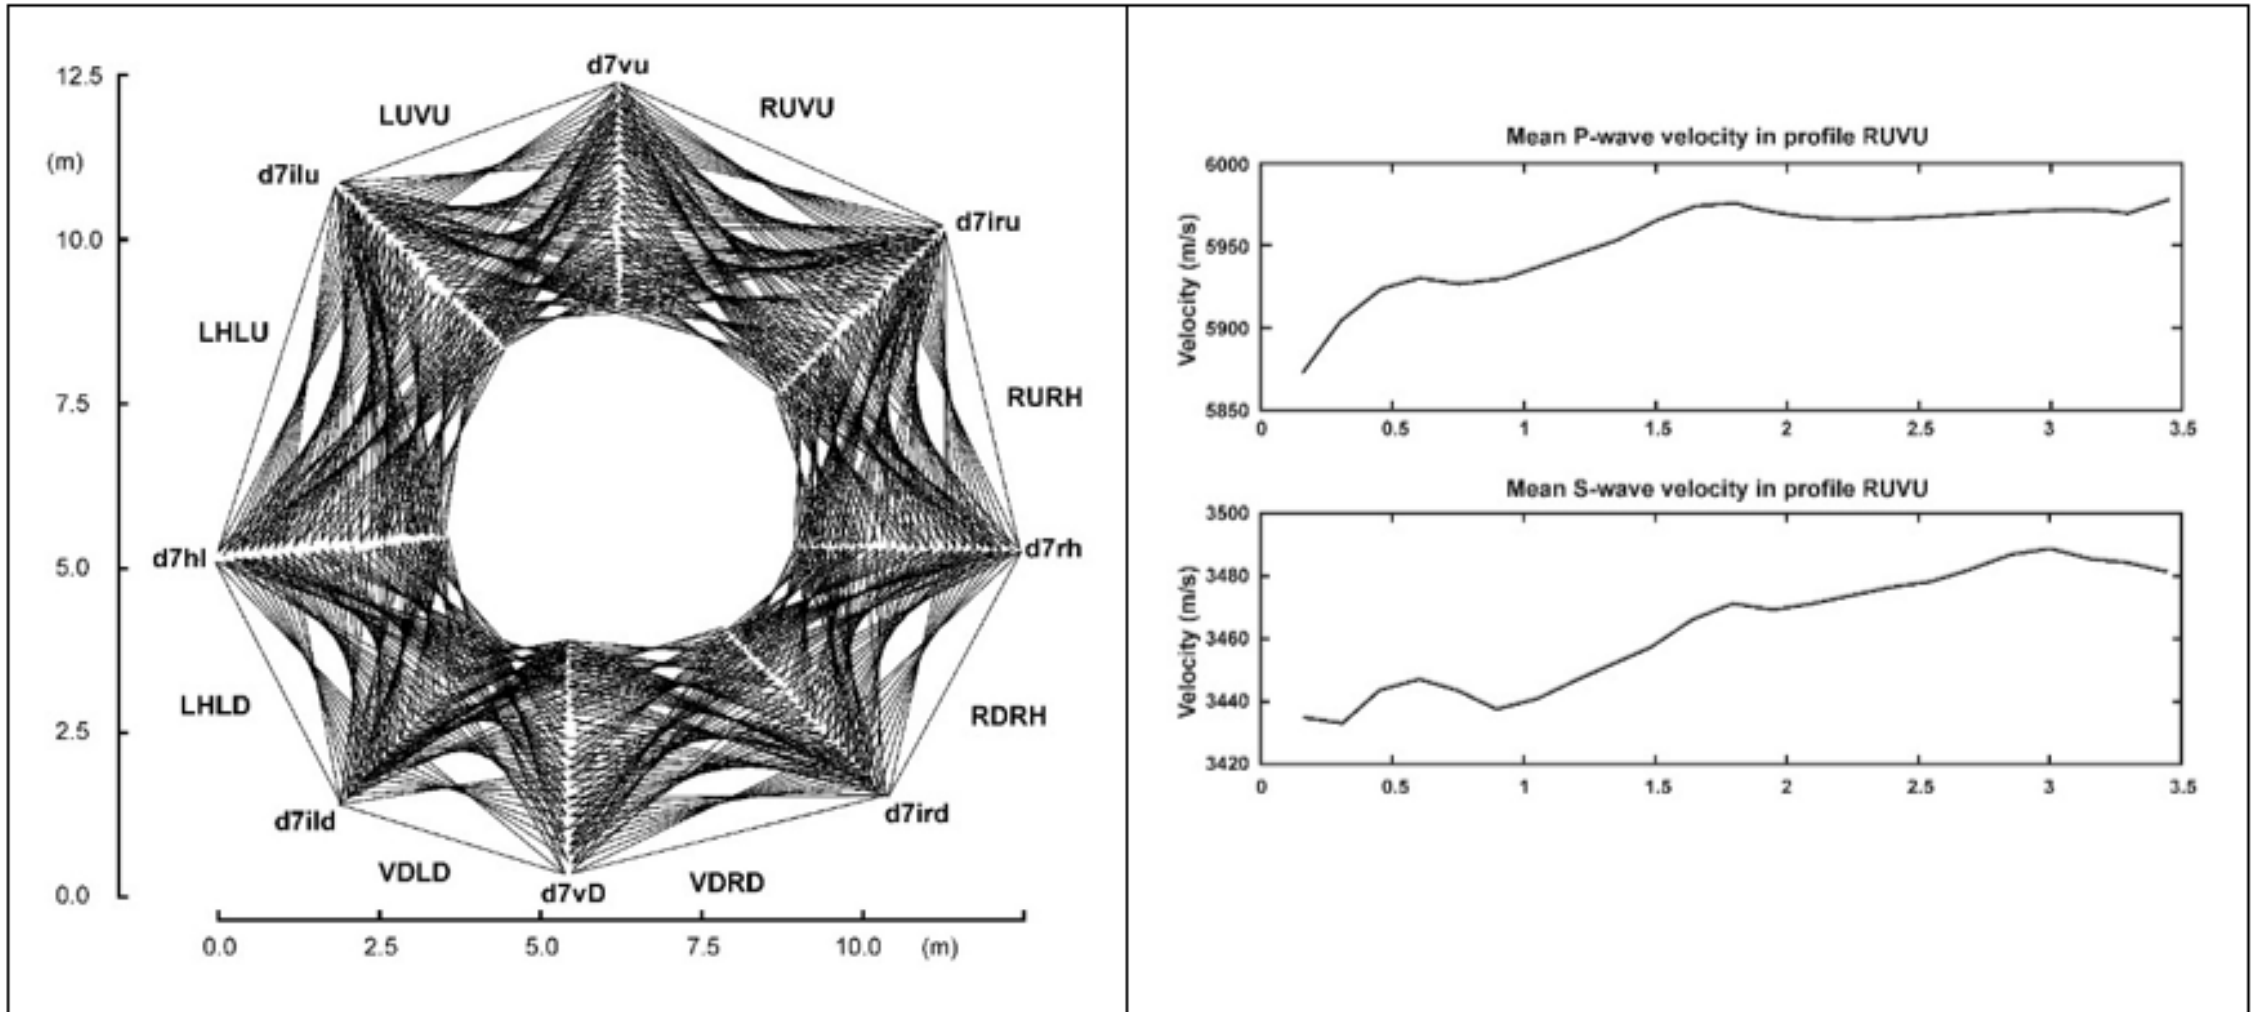 d7vu
12.5
LUVU
RUVU
(m)
d7ilu
d7iru
10.0
LHLU
7.5
RURH
d7hl
5.0
d7rh
LHLD
2.5
RDRH
d7ild
d7ird
VDLD
VDRD
0.0
d7vD
0.0 2.5 5.0 7.5 10.0 (m)
Mean P-wave velocity in profile RUVU
6000
5950
5900
5850
Velocity (m/s)
0 0.5 1 1.5 2 2.5 3 3.5
Mean S-wave velocity in profile RUVU
3500
3480
3460
3440
3420
Velocity (m/s)
0 0.5 1 1.5 2 2.5 3 3.5